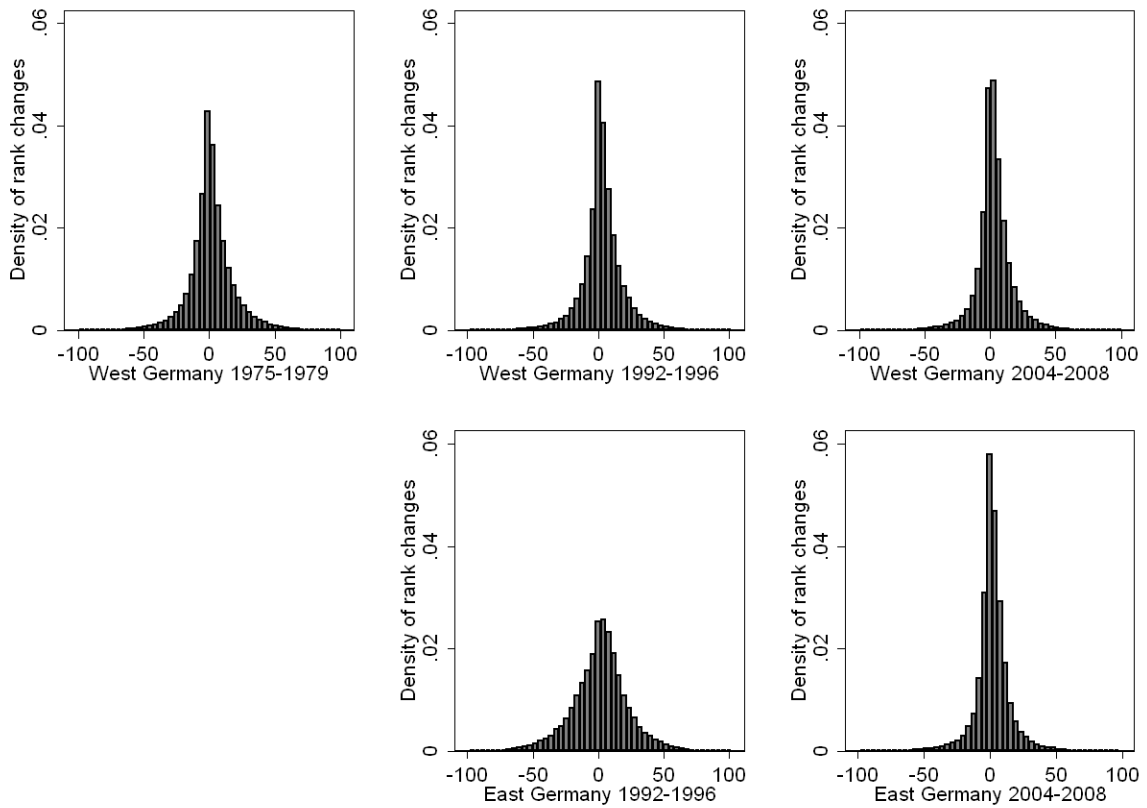 Density of rank changes
.06
.04
.02
0
-100 -50 0 50 100
West Germany 1975-1979
Density of rank changes
.06
.04
.02
0
-100 -50 0 50 100
West Germany 1992-1996
Density of rank changes
.06
.04
.02
0
-100 -50 0 50 100
West Germany 2004-2008
Density of rank changes
.06
.04
.02
0
-100 -50 0 50 100
East Germany 1992-1996
Density of rank changes
.06
.04
.02
0
-100 -50 0 50 100
East Germany 2004-2008